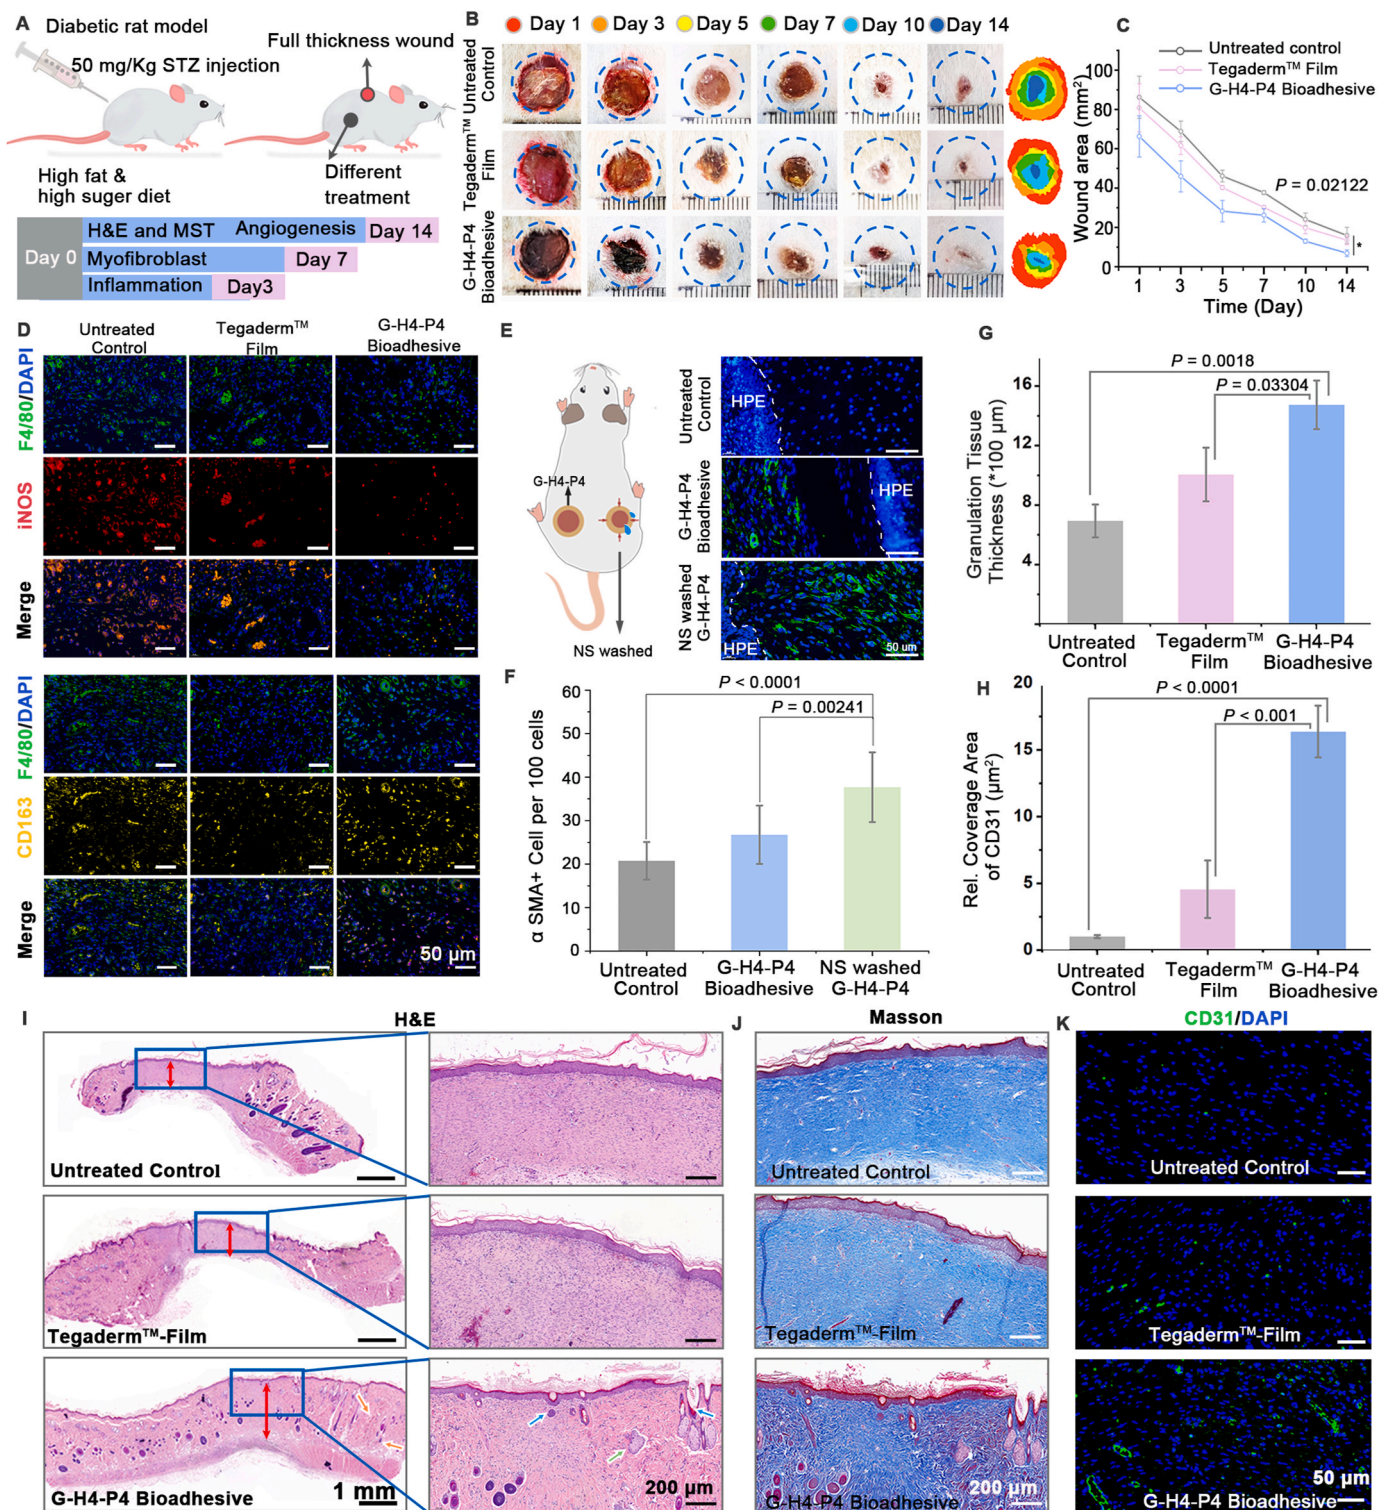 A
Diabetic rat model
50 mg/Kg STZ injection
Full thickness wound
High fat &
high suger diet
Different
treatment
Day 0
H&E and MST
Angiogenesis
Day 14
Myofibroblast
Day 7
Inflammation
Day3
B
Day 1
Day 3
Day 5
Day 7
Day 10
Day 14
Untreated
Control
Tegaderm™
Film
G-H4-P4
Bioadhesive
C
Untreated control
Tegaderm™ Film
G-H4-P4 Bioadhesive
Wound area (mm²)
100
80
60
40
20
0
P = 0.02122
*
1
3
5
7
10
14
Time (Day)
D
Untreated
Control
Tegaderm™
Film
G-H4-P4
Bioadhesive
F4/80/DAPI
iNOS
Merge
F4/80/DAPI
CD163
Merge
50 μm
E
G-H4-P4
NS washed
Untreated
Control
HPE
G-H4-P4
Bioadhesive
HPE
NS washed
G-H4-P4
HPE
50 um
F
α SMA+ Cell per 100 cells
60
50
40
30
20
10
0
P < 0.0001
P = 0.00241
Untreated
Control
G-H4-P4
Bioadhesive
NS washed
G-H4-P4
G
Granulation Tissue
Thickness (*100 μm)
16
12
8
4
P = 0.0018
P = 0.03304
Untreated
Control
Tegaderm™
Film
G-H4-P4
Bioadhesive
H
Rel. Coverage Area
of CD31 (μm²)
20
15
10
5
0
P < 0.0001
P < 0.001
Untreated
Control
Tegaderm™
Film
G-H4-P4
Bioadhesive
I
H&E
Untreated Control
Tegaderm™-Film
G-H4-P4 Bioadhesive
1 mm
200 μm
J
Masson
Untreated Control
Tegaderm™-Film
G-H4-P4 Bioadhesive
200 μm
K
CD31/DAPI
Untreated Control
Tegaderm™-Film
50 μm
G-H4-P4 Bioadhesive